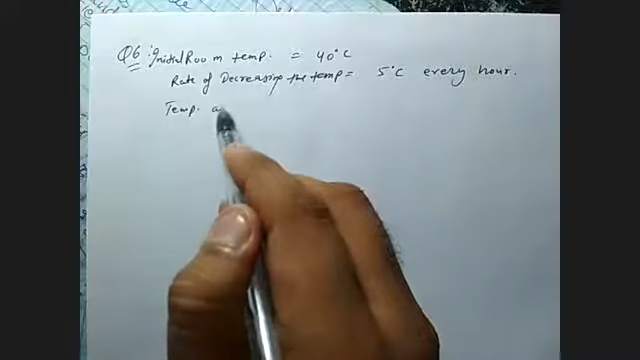 Q6: Initial Room temp. = 40°C
Rate of Decreasing the temp = 5°C every hour.
Temp. a